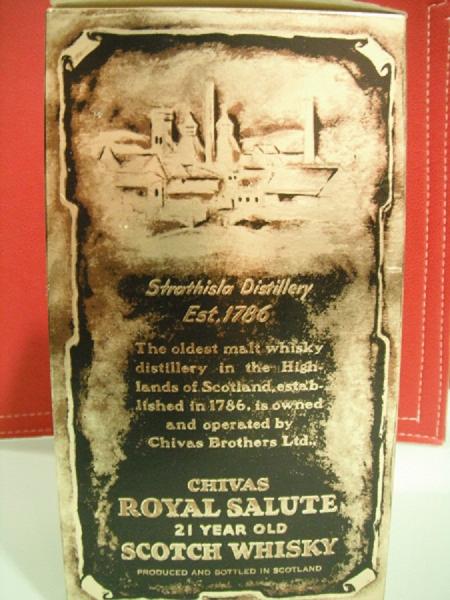 Strathisla Distillery
Est. 1786
The oldest malt whisky
distillery in the High-
lands of Scotland, estab-
lished in 1786, is owned
and operated by
Chivas Brothers Ltd.
CHIVAS
ROYAL SALUTE
21 YEAR OLD
SCOTCH WHISKY
PRODUCED AND BOTTLED IN SCOTLAND